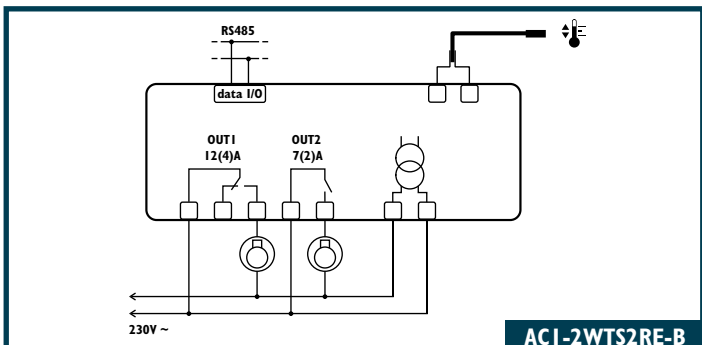 RS485
data I/O
OUT1
12(4)A
OUT2
7(2)A
230V ~
AC1-2WTS2RE-B